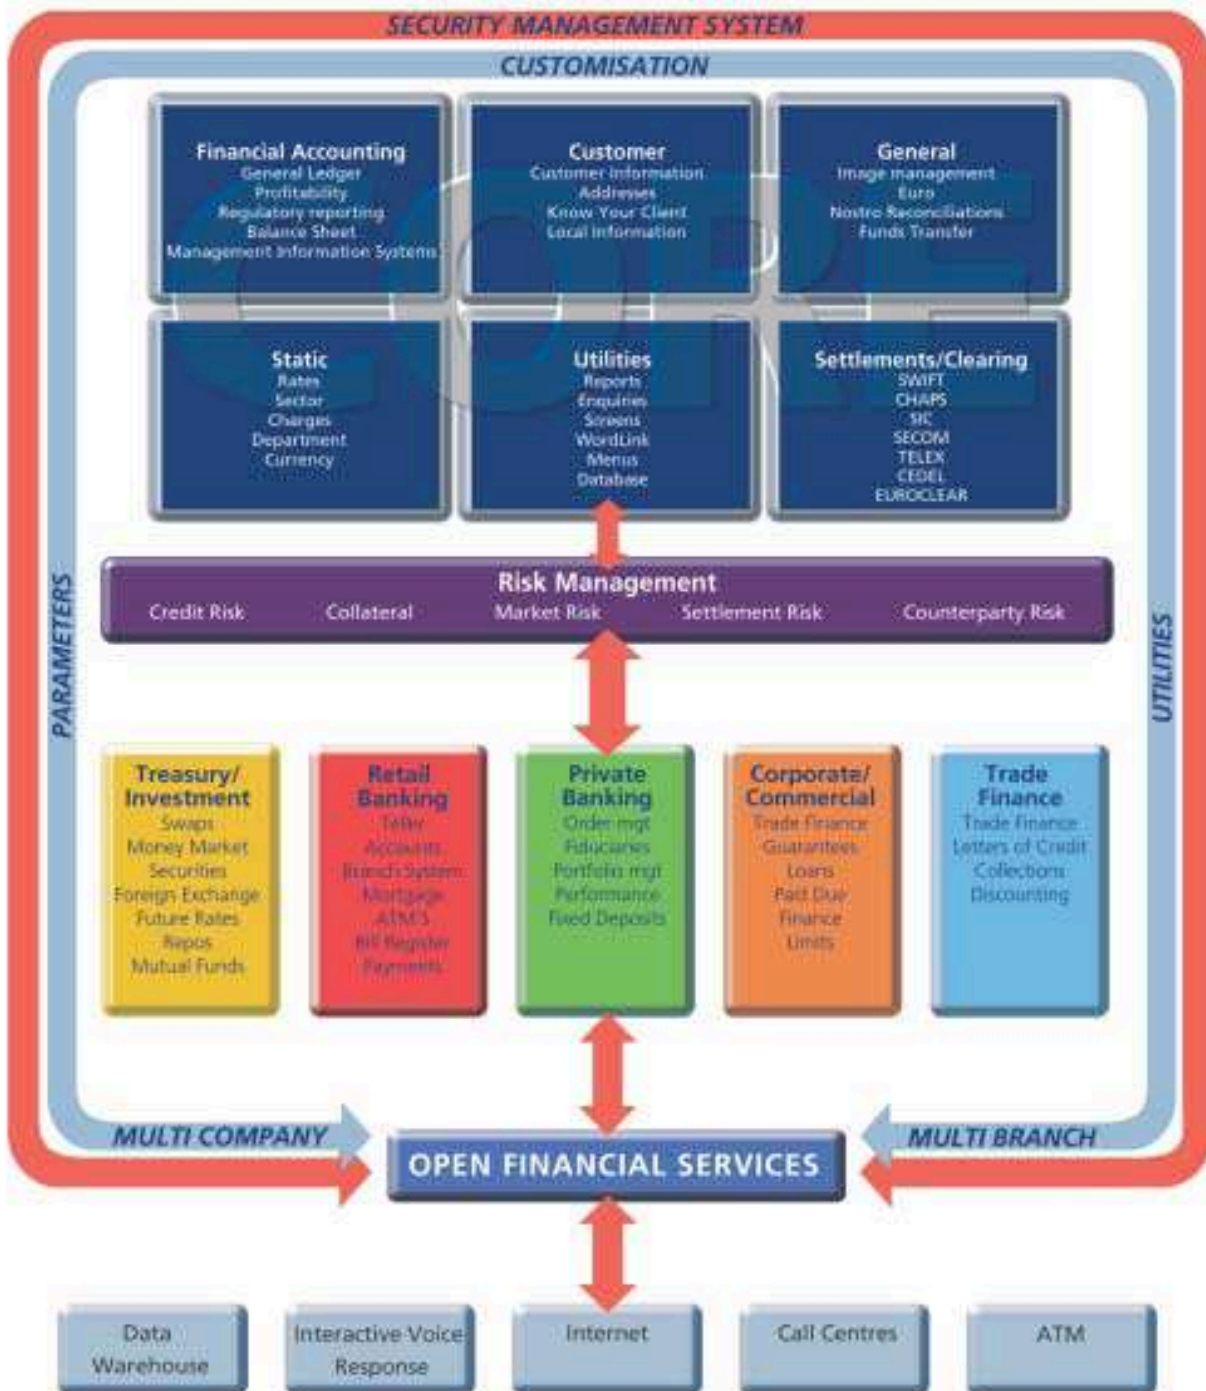 SECURITY MANAGEMENT SYSTEM
CUSTOMISATION
CORE
Financial Accounting
General Ledger
Profitability
Regulatory reporting
Balance Sheet
Management Information Systems
Customer
Customer Information
Addresses
Know Your Client
Local Information
General
Image management
Euro
Nostro Reconciliations
Funds Transfer
Static
Rates
Sector
Charges
Department
Currency
Utilities
Reports
Enquiries
Screens
WordLink
Menus
Database
Settlements/Clearing
SWIFT
CHAPS
SIC
SECOM
TELEX
CEDEL
EUROCLEAR
PARAMETERS
UTILITIES
Risk Management
Credit Risk
Collateral
Market Risk
Settlement Risk
Counterparty Risk
Treasury/
Investment
Swaps
Money Market
Securities
Foreign Exchange
Future Rates
Repos
Mutual Funds
Retail
Banking
Teller
Accounts
Branch System
Mortgage
ATM'S
Bill Register
Payments
Private
Banking
Order mgt
Fiduciaries
Portfolio mgt
Performance
Fixed Deposits
Corporate/
Commercial
Trade Finance
Guarantees
Loans
Past Due
Finance
Limits
Trade
Finance
Trade Finance
Letters of Credit
Collections
Discounting
MULTI COMPANY
MULTI BRANCH
OPEN FINANCIAL SERVICES
Data
Warehouse
Interactive Voice
Response
Internet
Call Centres
ATM